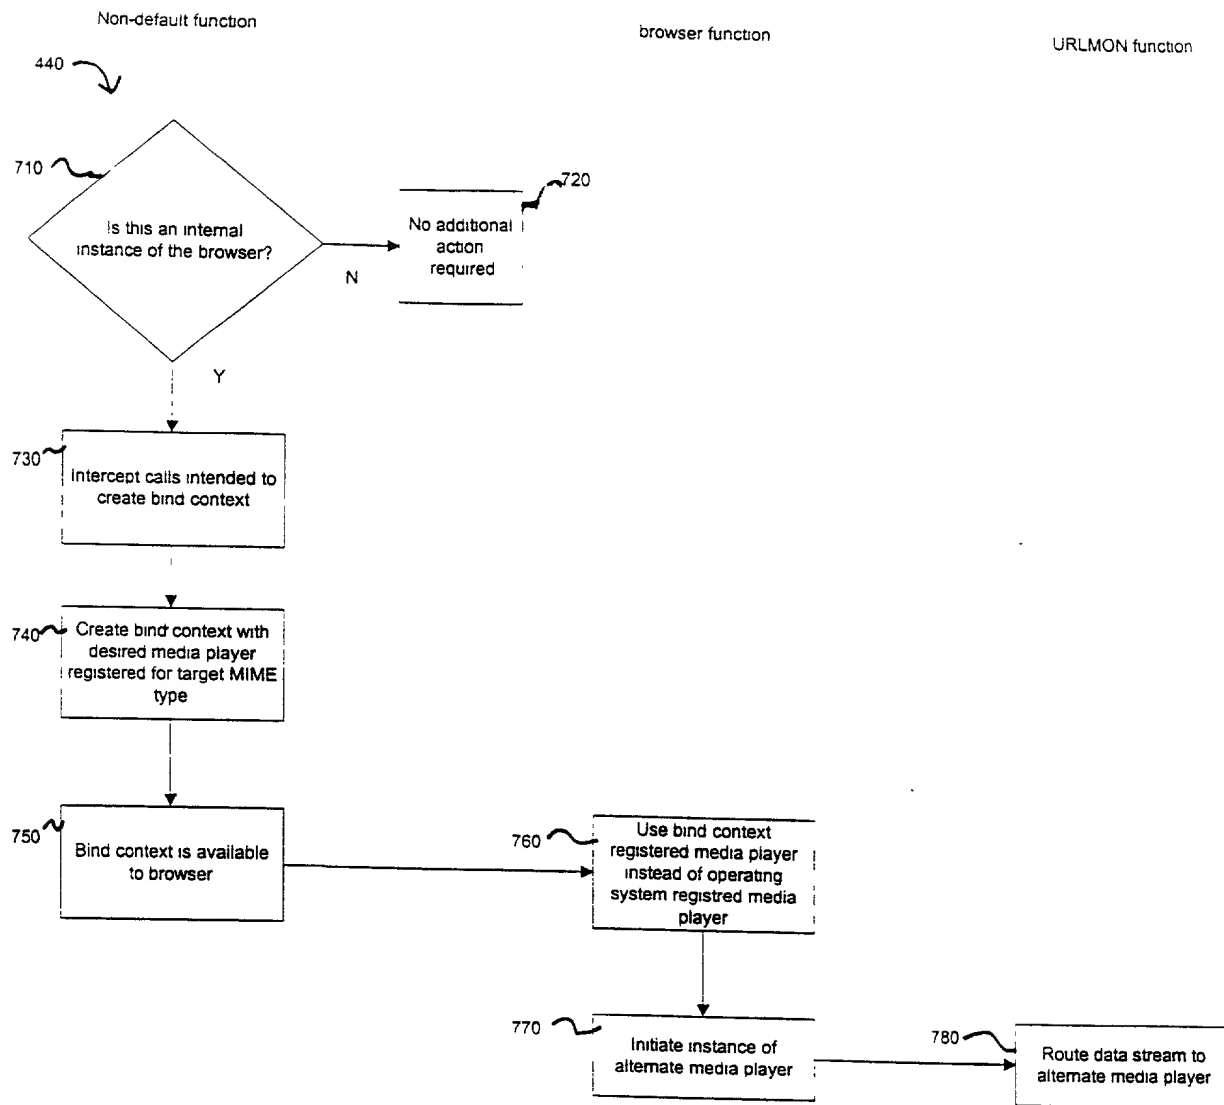 Non-default function
browser function
URLMON function
440
710
Is this an internal
instance of the browser?
N
720
No additional
action
required
Y
730
Intercept calls intended to
create bind context
740
Create bind context with
desired media player
registered for target MIME
type
750
Bind context is available
to browser
760
Use bind context
registered media player
instead of operating
system registred media
player
770
Initiate instance of
alternate media player
780
Route data stream to
alternate media player